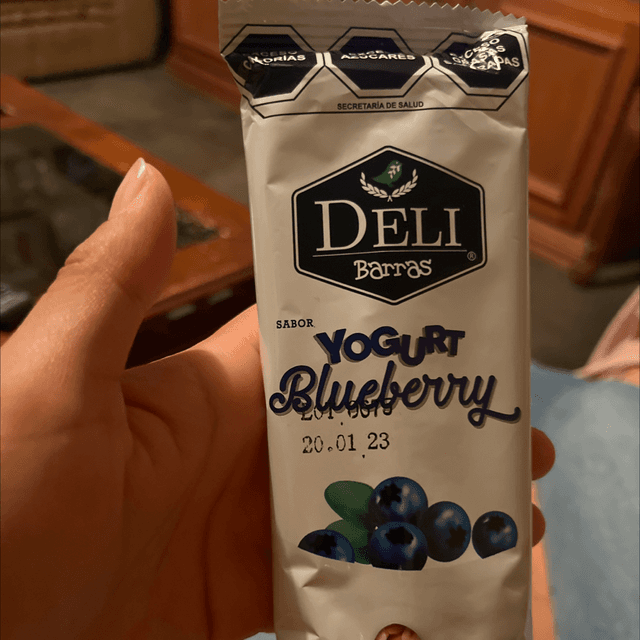 CALORÍAS
AZÚCARES
SECRETARÍA DE SALUD
DELI
Barras
®
SABOR
YOGURT
Blueberry
20.01 23